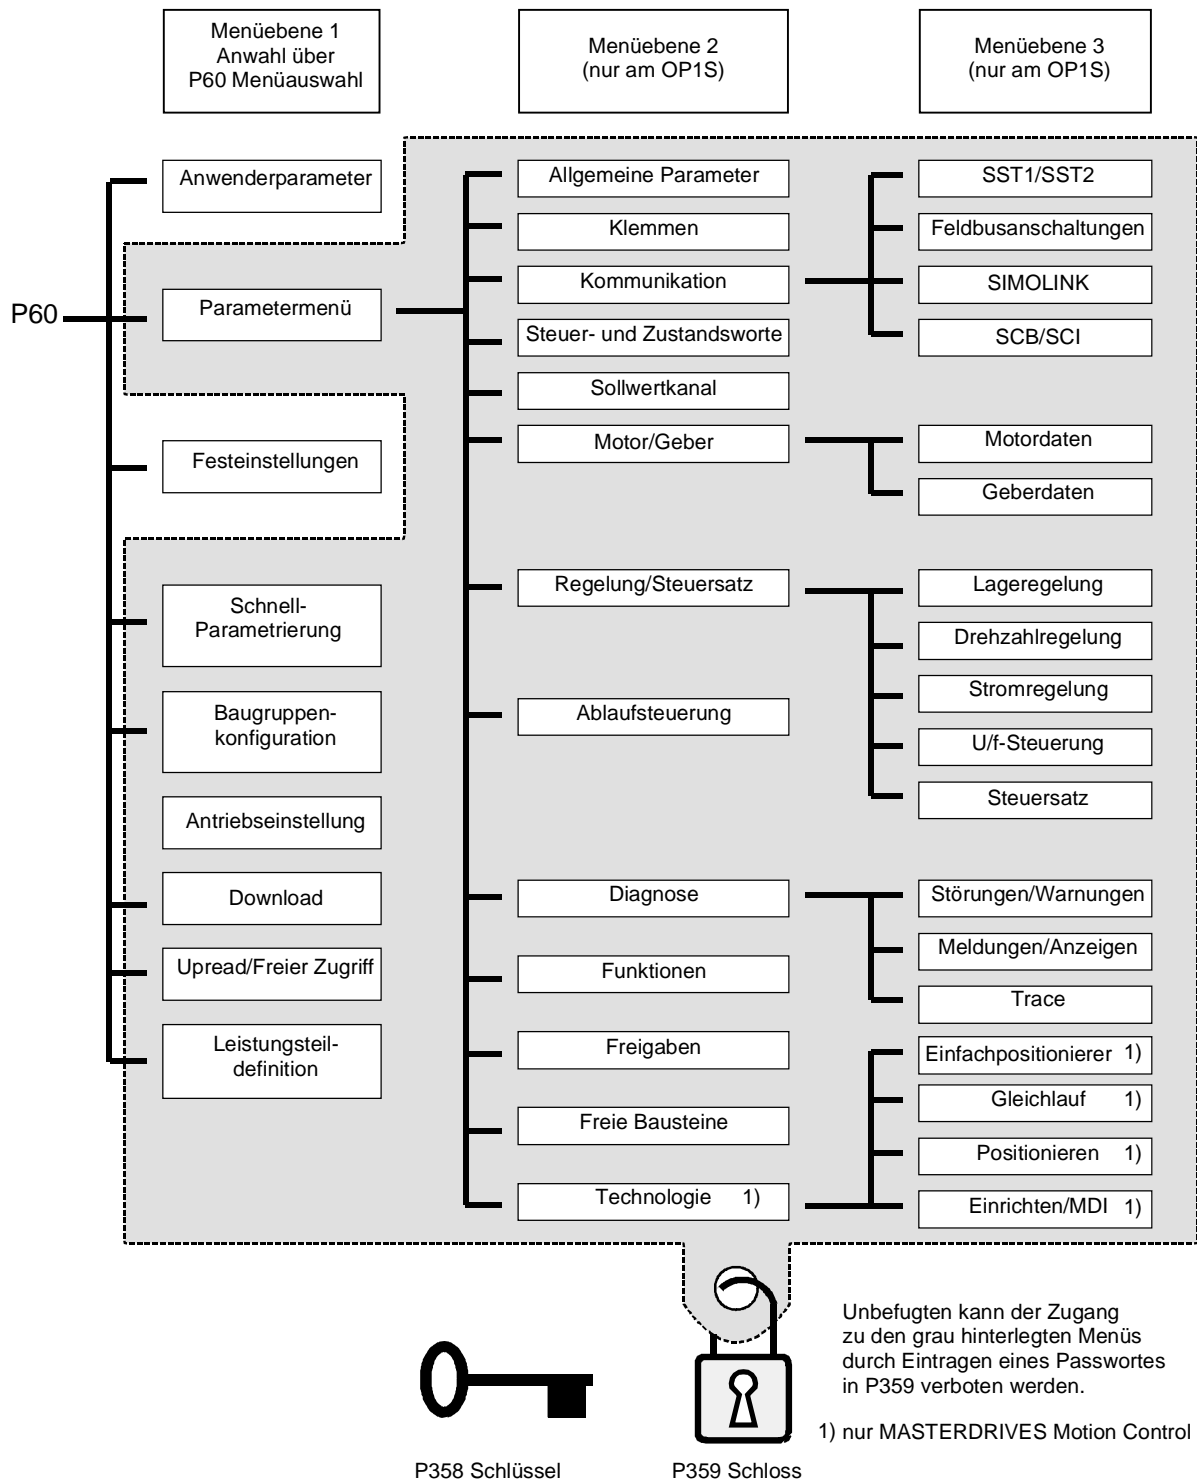 Menüebene 1
Anwahl über
P60 Menüauswahl
Menüebene 2
(nur am OP1S)
Menüebene 3
(nur am OP1S)
P60
Anwenderparameter
Parametermenü
Festeinstellungen
Schnell-
Parametrierung
Baugruppen-
konfiguration
Antriebseinstellung
Download
Upread/Freier Zugriff
Leistungsteil-
definition
Allgemeine Parameter
Klemmen
Kommunikation
Steuer- und Zustandsworte
Sollwertkanal
Motor/Geber
Regelung/Steuersatz
Ablaufsteuerung
Diagnose
Funktionen
Freigaben
Freie Bausteine
Technologie 1)
SST1/SST2
Feldbusanschaltungen
SIMOLINK
SCB/SCI
Motordaten
Geberdaten
Lageregelung
Drehzahlregelung
Stromregelung
U/f-Steuerung
Steuersatz
Störungen/Warnungen
Meldungen/Anzeigen
Trace
Einfachpositionierer 1)
Gleichlauf 1)
Positionieren 1)
Einrichten/MDI 1)
Unbefugten kann der Zugang
zu den grau hinterlegten Menüs
durch Eintragen eines Passwortes
in P359 verboten werden.
1) nur MASTERDRIVES Motion Control
P358 Schlüssel
P359 Schloss